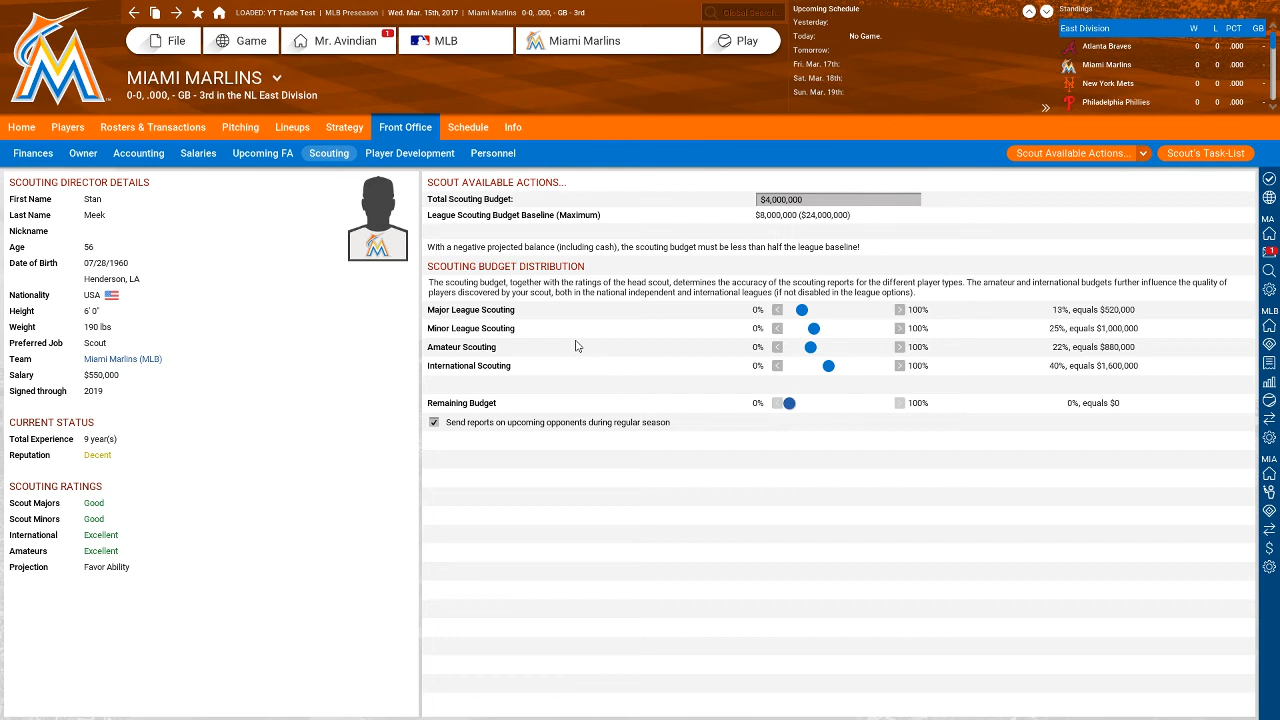 LOADED: YT Trade Test | MLB Preseason | Wed. Mar. 15th, 2017 | Miami Marlins 0-0, .000, - GB - 3rd
Global Search...
File Game Mr. Avindian 1 MLB Miami Marlins Play
MIAMI MARLINS
0-0, .000, - GB - 3rd in the NL East Division
Upcoming Schedule
Yesterday:
Today: No Game.
Tomorrow:
Fri. Mar. 17th:
Sat. Mar. 18th:
Sun. Mar. 19th:
Standings
East Division W L PCT GB
Atlanta Braves 0 0 .000 -
Miami Marlins 0 0 .000 -
New York Mets 0 0 .000 -
Philadelphia Phillies 0 0 .000 -
Home Players Rosters & Transactions Pitching Lineups Strategy Front Office Schedule Info
Finances Owner Accounting Salaries Upcoming FA Scouting Player Development Personnel
Scout Available Actions... Scout's Task-List
SCOUTING DIRECTOR DETAILS
First Name Stan
Last Name Meek
Nickname
Age 56
Date of Birth 07/28/1960
Henderson, LA
Nationality USA
Height 6' 0"
Weight 190 lbs
Preferred Job Scout
Team Miami Marlins (MLB)
Salary $550,000
Signed through 2019
CURRENT STATUS
Total Experience 9 year(s)
Reputation Decent
SCOUTING RATINGS
Scout Majors Good
Scout Minors Good
International Excellent
Amateurs Excellent
Projection Favor Ability
SCOUT AVAILABLE ACTIONS...
Total Scouting Budget: $4,000,000
League Scouting Budget Baseline (Maximum) $8,000,000 ($24,000,000)
With a negative projected balance (including cash), the scouting budget must be less than half the league baseline!
SCOUTING BUDGET DISTRIBUTION
The scouting budget, together with the ratings of the head scout, determines the accuracy of the scouting reports for the different player types. The amateur and international budgets further influence the quality of
players discovered by your scout, both in the national independent and international leagues (if not disabled in the league options).
Major League Scouting 0% 100% 13%, equals $520,000
Minor League Scouting 0% 100% 25%, equals $1,000,000
Amateur Scouting 0% 100% 22%, equals $880,000
International Scouting 0% 100% 40%, equals $1,600,000
Remaining Budget 0% 100% 0%, equals $0
Send reports on upcoming opponents during regular season
MA
1
MLB
MIA